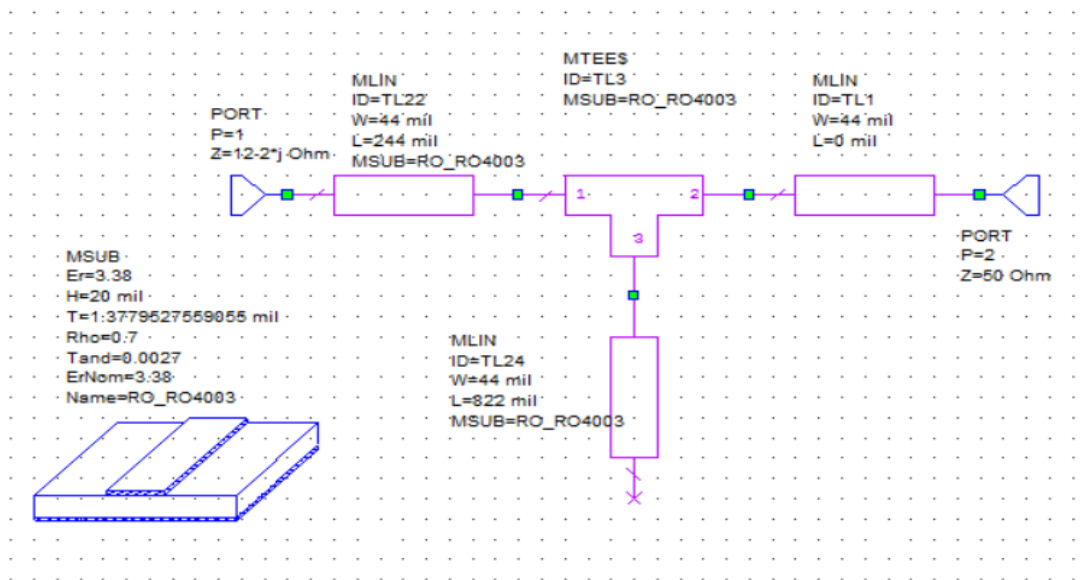 MTEE$
ID=TL3
MSUB=RO_RO4003
MLIN
ID=TL22
W=44 mil
L=244 mil
MSUB=RO_RO4003
MLIN
ID=TL1
W=44 mil
L=0 mil
PORT
P=1
Z=12-2*j Ohm
1
2
3
PORT
P=2
Z=50 Ohm
MSUB
Er=3.38
H=20 mil
T=1.3779527559055 mil
Rho=0.7
Tand=0.0027
ErNom=3.38
Name=RO_RO4003
MLIN
ID=TL24
W=44 mil
L=822 mil
MSUB=RO_RO4003